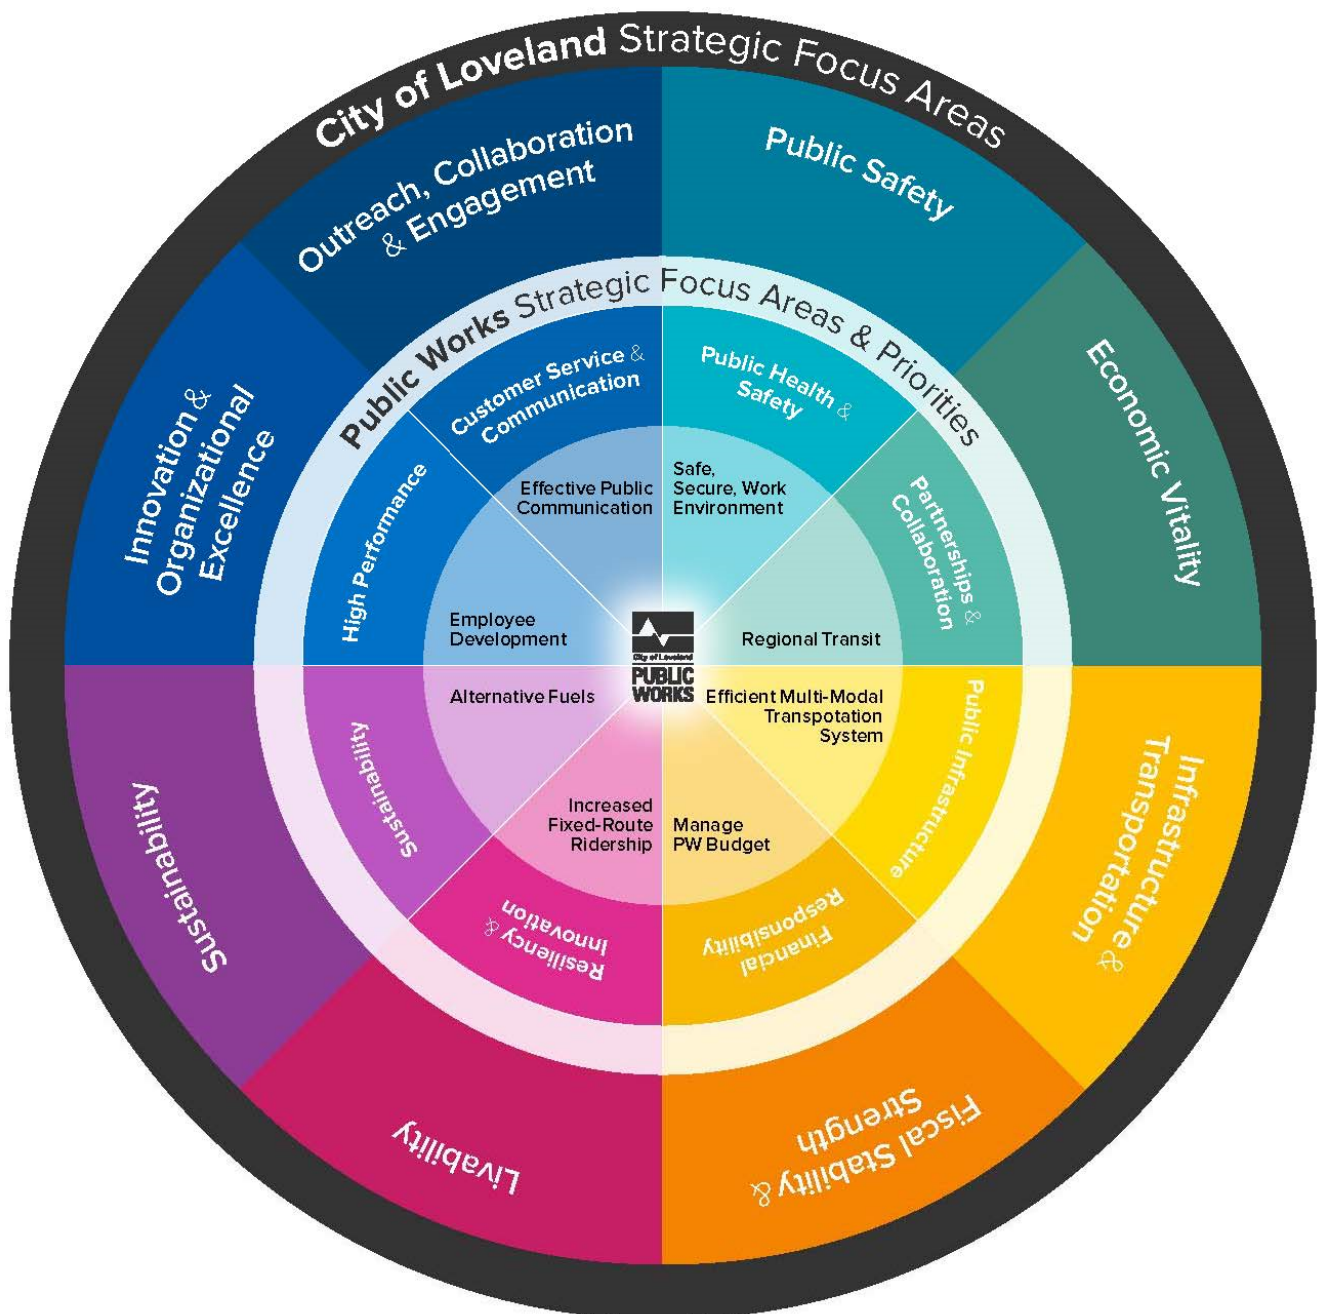 City of Loveland Strategic Focus Areas
Outreach, Collaboration
& Engagement
Public Safety
Economic Vitality
Infrastructure &
Transportation
Fiscal Stability &
Strength
Livability
Sustainability
Innovation &
Organizational
Excellence
Public Works Strategic Focus Areas & Priorities
Customer Service &
Communication
Public Health &
Safety
Partnerships &
Collaboration
Public Infrastructure
Financial
Responsibility
Resiliency &
Innovation
Sustainability
High Performance
Effective Public
Communication
Safe,
Secure, Work
Environment
Regional Transit
Efficient Multi-Modal
Transpotation
System
Manage
PW Budget
Increased
Fixed-Route
Ridership
Alternative Fuels
Employee
Development
City of Loveland
PUBLIC
WORKS